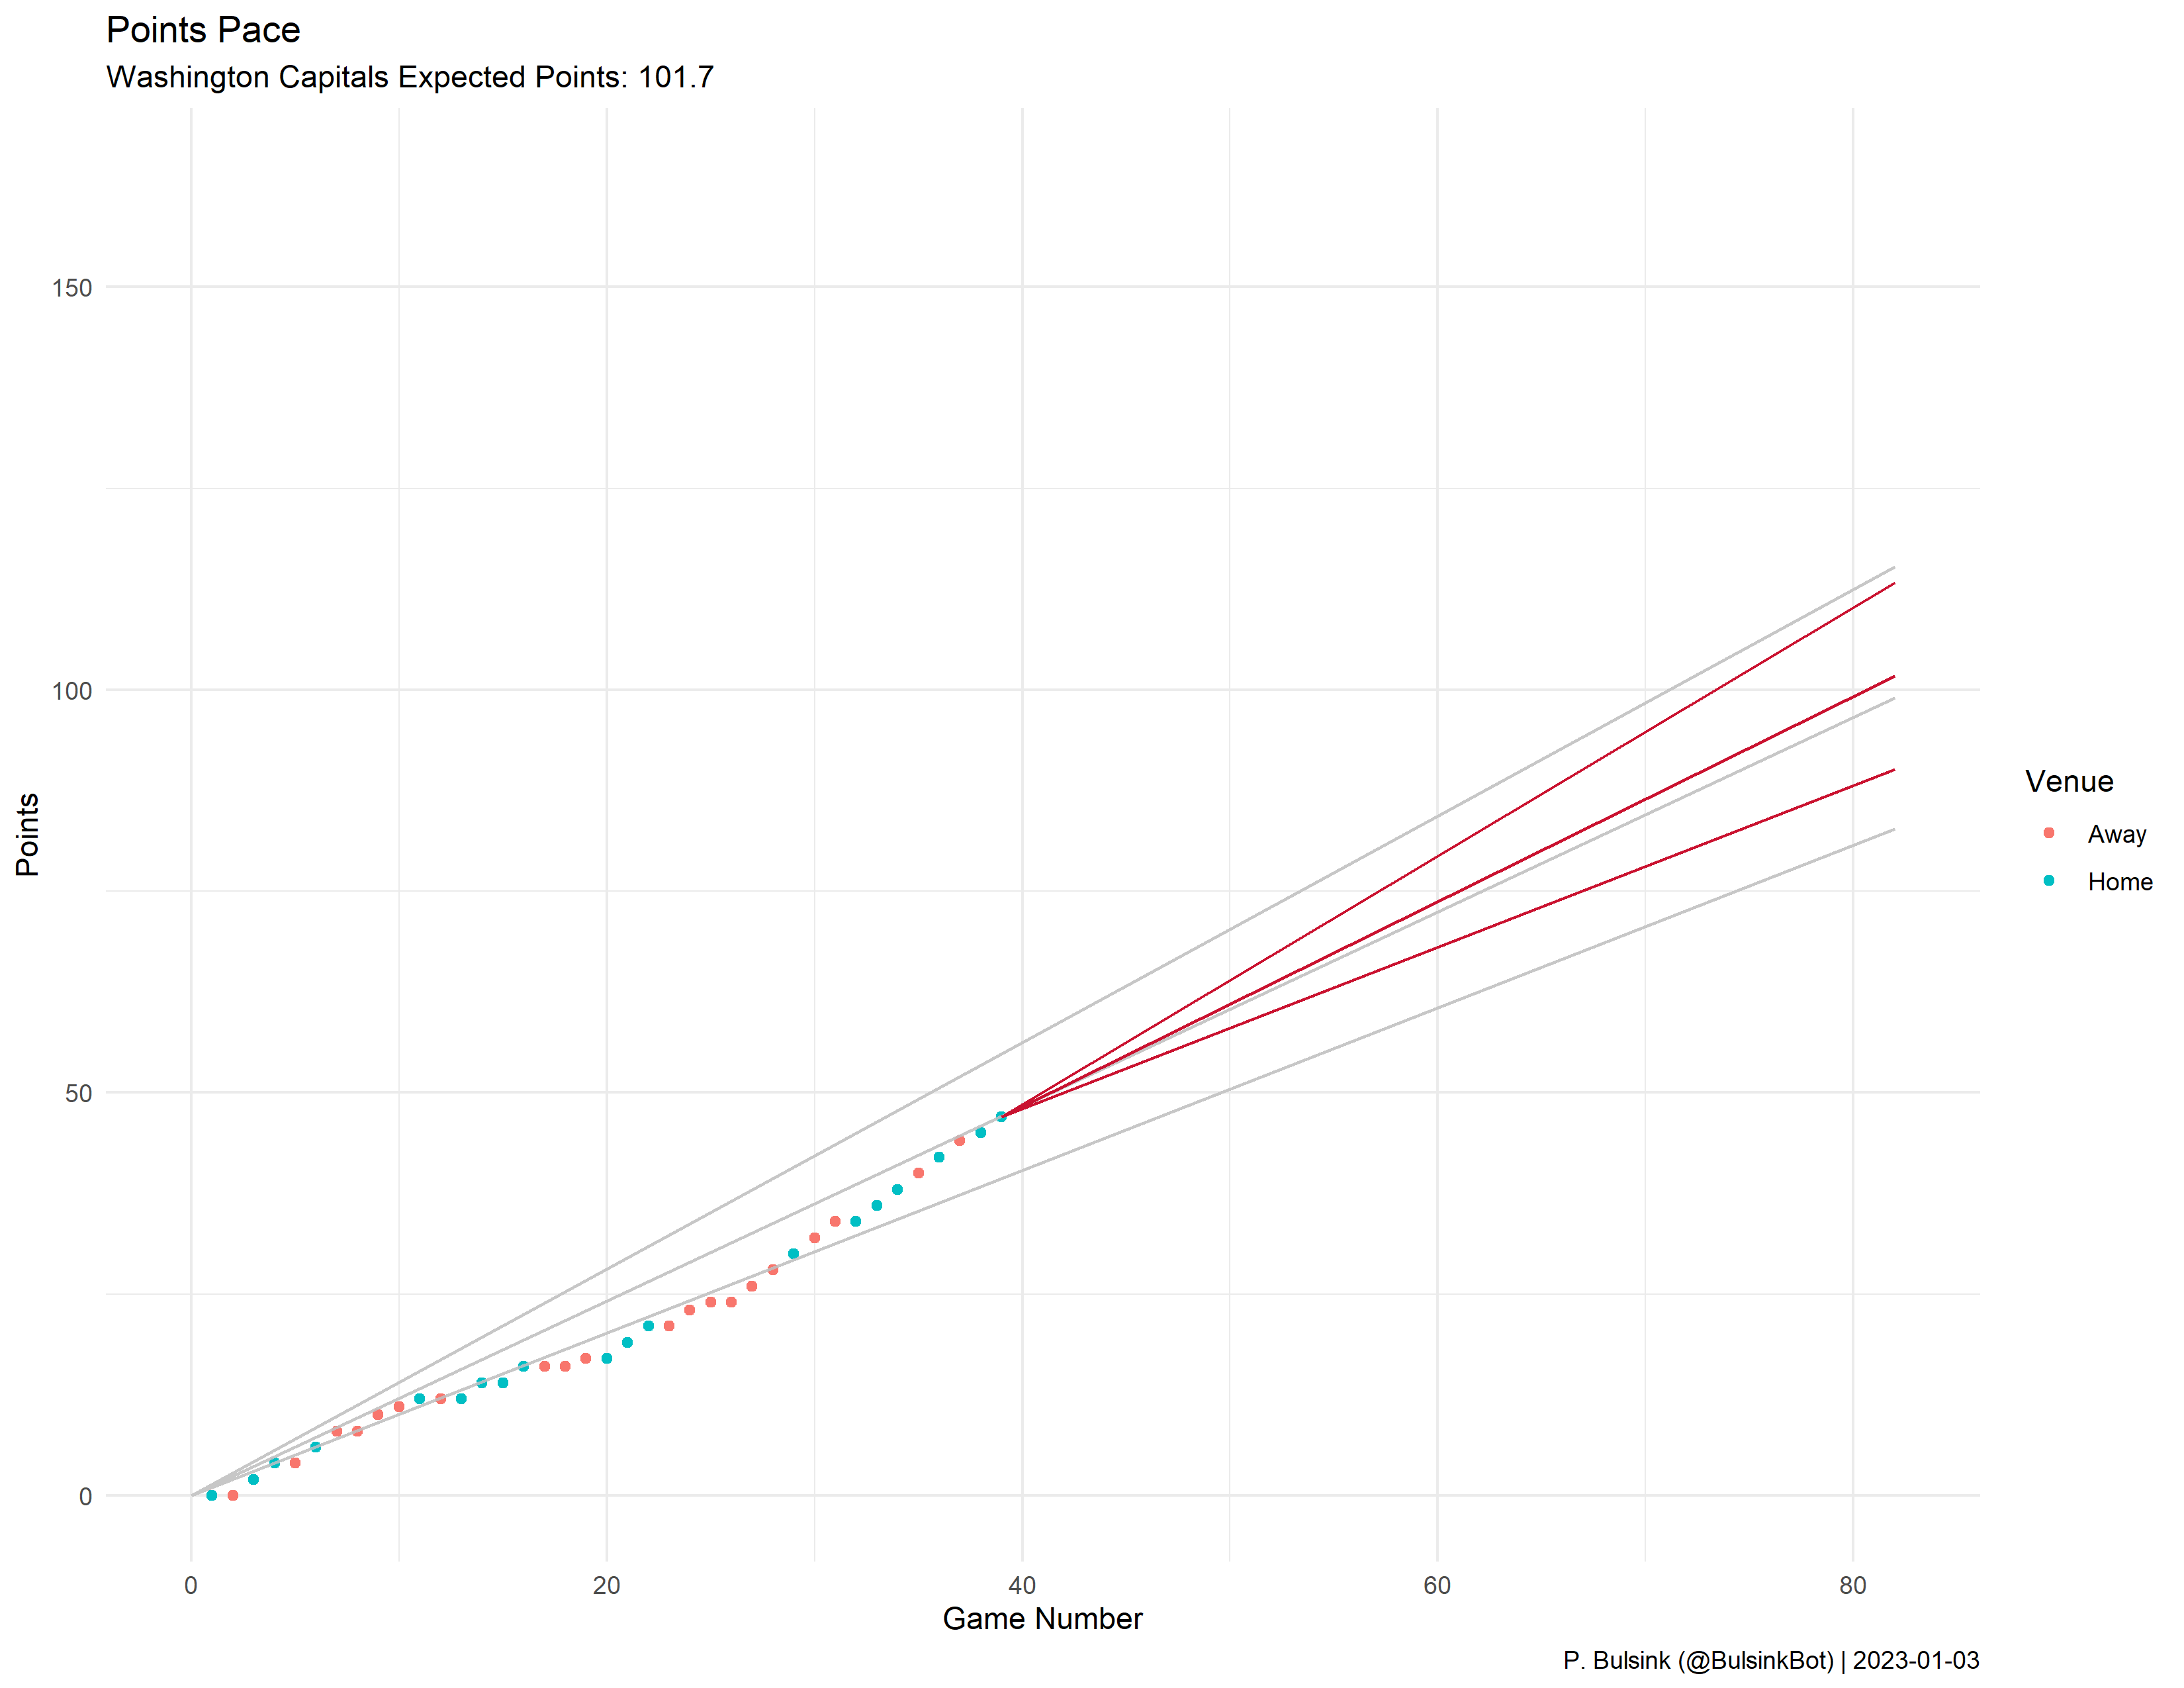 Points Pace
Washington Capitals Expected Points: 101.7
150
100
50
0
Points
0 20 40 60 80
Game Number
Venue
Away
Home
P. Bulsink (@BulsinkBot) | 2023-01-03